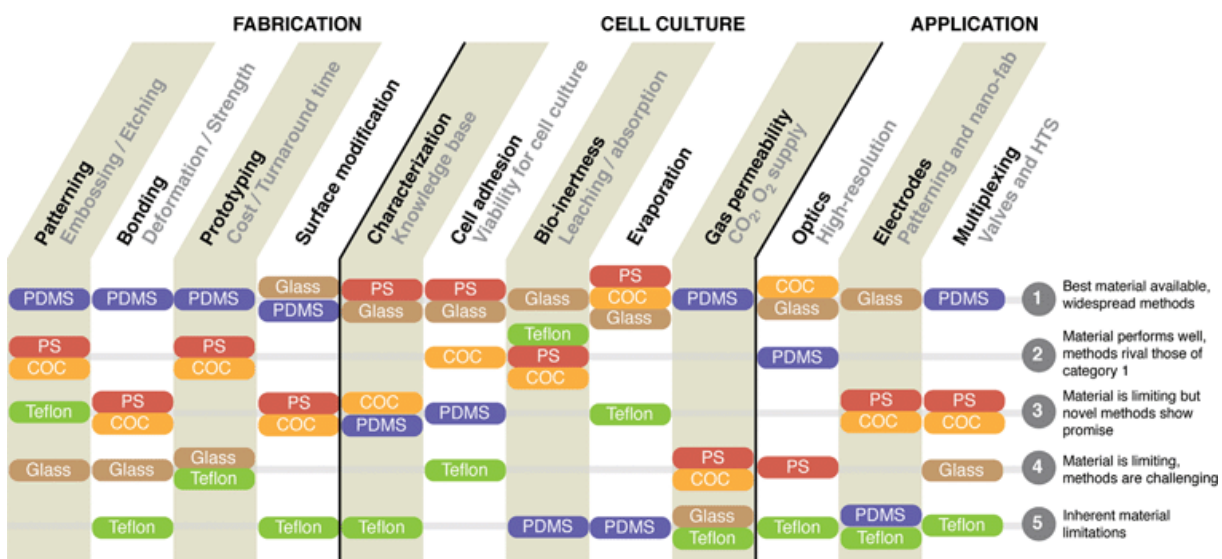 FABRICATION
CELL CULTURE
APPLICATION
Patterning
Embossing / Etching
Bonding
Deformation / Strength
Prototyping
Cost / Turnaround time
Surface modification
Characterization
Knowledge base
Cell adhesion
Viability for cell culture
Bio-inertness
Leaching / absorption
Evaporation
Gas permeability
CO₂, O₂ supply
Optics
High-resolution
Electrodes
Patterning and nano-fab
Multiplexing
Valves and HTS
PS
Glass PS PS COC COC
PDMS PDMS PDMS Glass PDMS Glass PDMS
PDMS Glass Glass Glass Glass
1 Best material available,
widespread methods
Teflon
PS PS
COC PS PDMS
COC COC COC
2 Material performs well,
methods rival those of
category 1
PS PS COC PS PS
Teflon PDMS Teflon
COC COC PDMS COC COC
3 Material is limiting but
novel methods show
promise
Glass PS
Glass Glass Teflon PS Glass
Teflon COC
4 Material is limiting,
methods are challenging
Glass PDMS
Teflon Teflon Teflon PDMS PDMS Teflon Teflon
Teflon Teflon
5 Inherent material
limitations